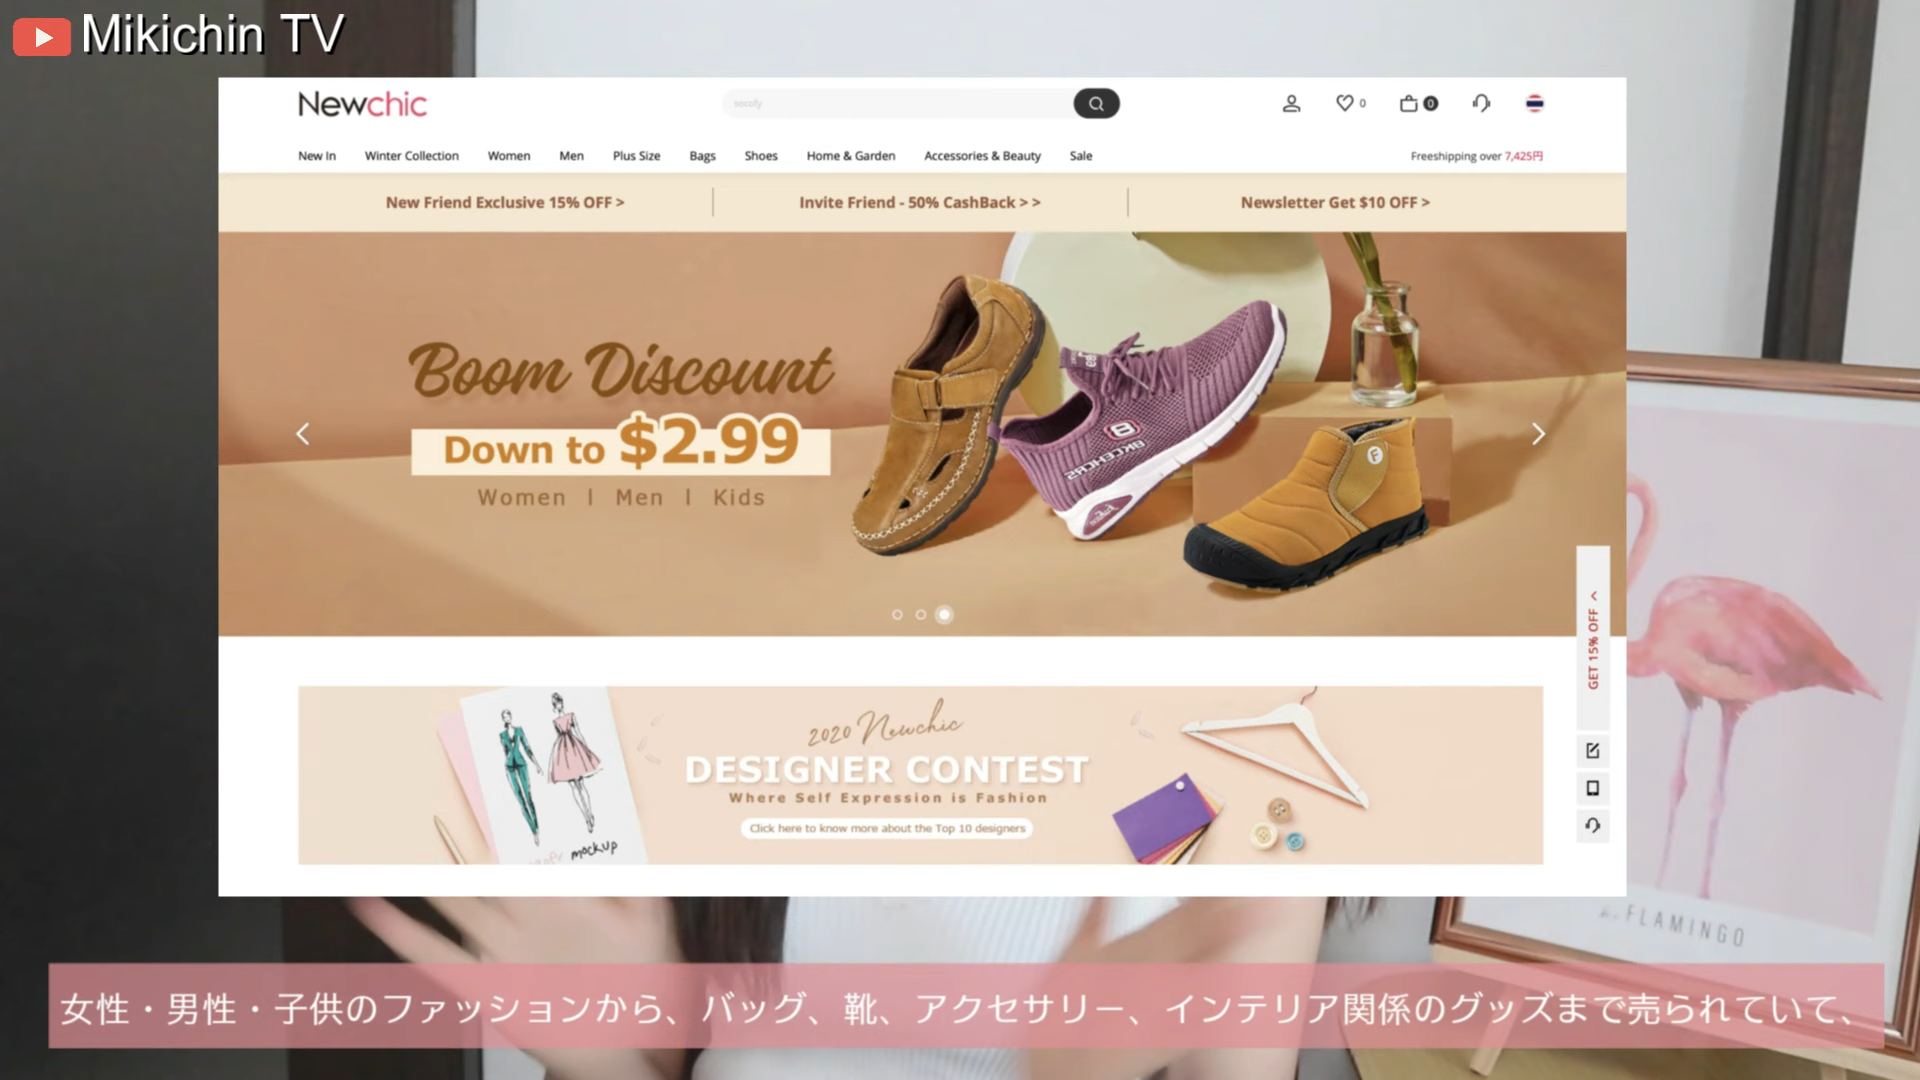 Mikichin TV
Newchic
socofy
0
0
New In Winter Collection Women Men Plus Size Bags Shoes Home & Garden Accessories & Beauty Sale
Freeshipping over 7,425円
New Friend Exclusive 15% OFF >
Invite Friend - 50% CashBack > >
Newsletter Get $10 OFF >
Boom Discount
Down to $2.99
Women | Men | Kids
GET 15% OFF
2020 Newchic
DESIGNER CONTEST
Where Self Expression is Fashion
Click here to know more about the Top 10 designers
mockup
FLAMINGO
女性・男性・子供のファッションから、バッグ、靴、アクセサリー、インテリア関係のグッズまで売られていて、